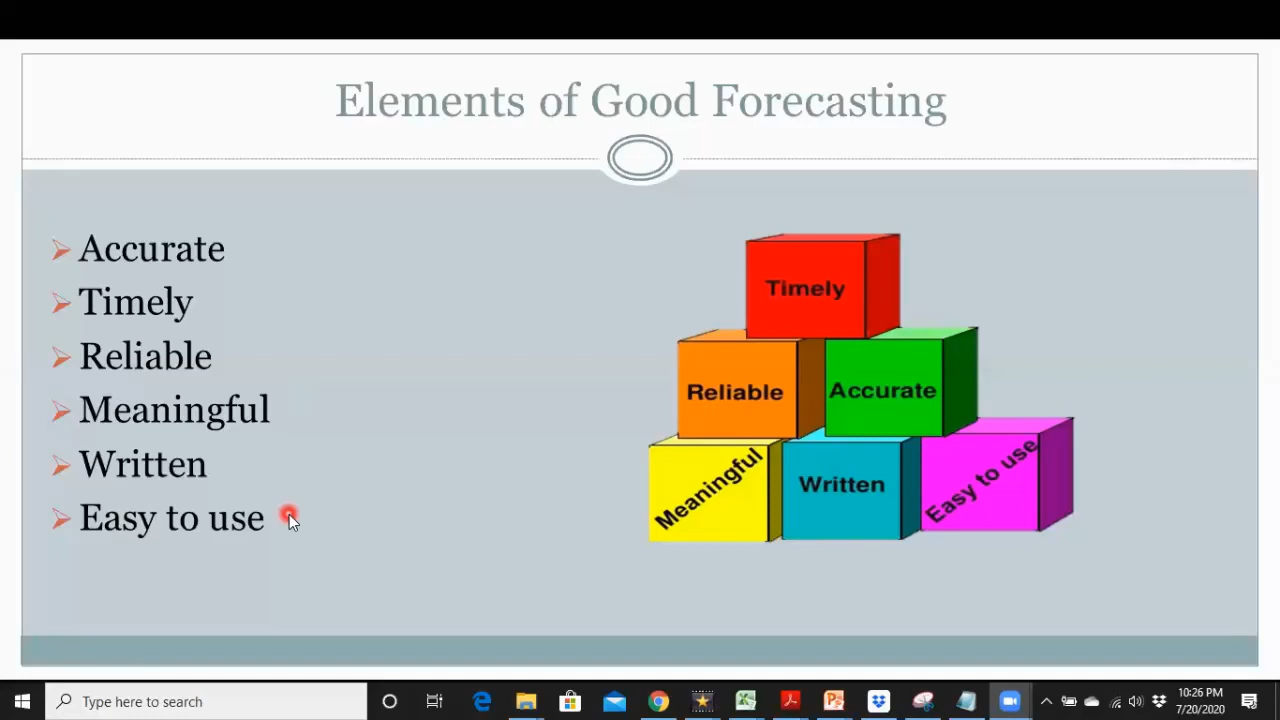 Elements of Good Forecasting
Accurate
Timely
Reliable
Meaningful
Written
Easy to use
Timely
Reliable
Accurate
Meaningful
Written
Easy to use
Type here to search
10:26 PM
7/20/2020